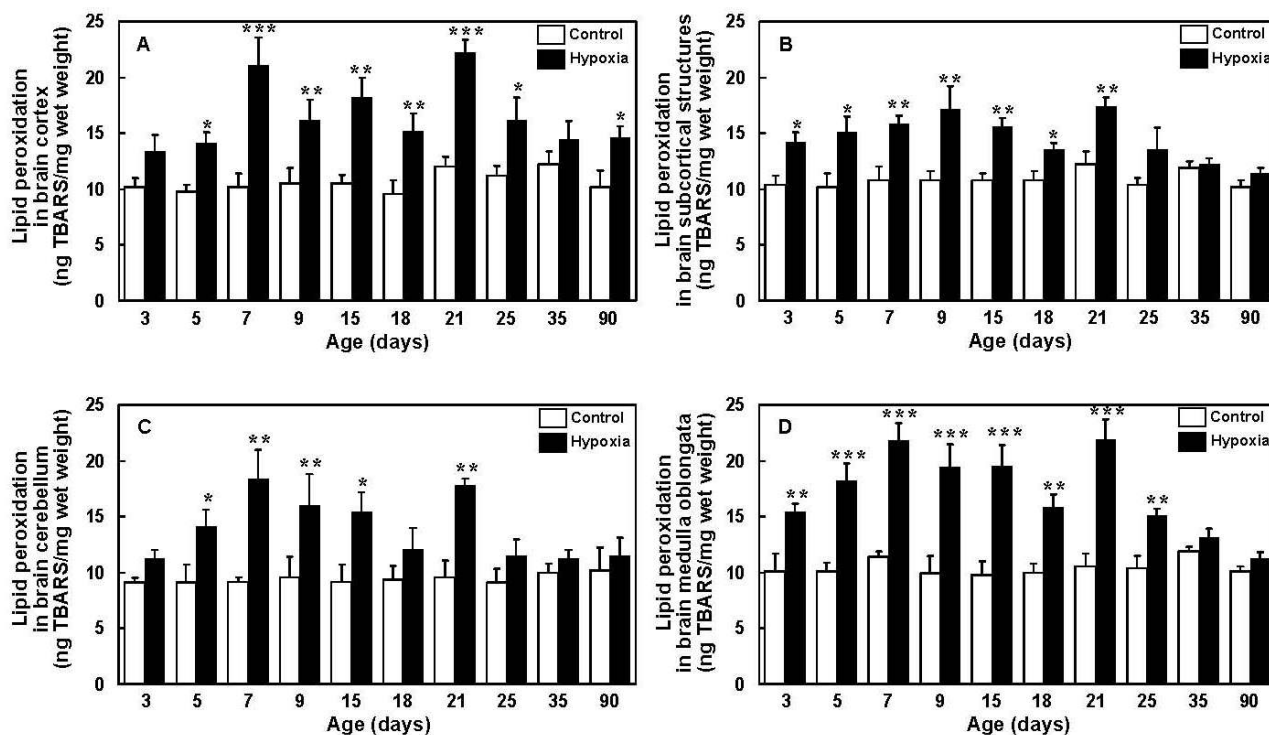 Lipid peroxidation
in brain cortex
(ng TBARS/mg wet weight)
25
20
15
10
5
0
A
Control
Hypoxia
*
***
**
**
**
***
*
*
3 5 7 9 15 18 21 25 35 90
Age (days)
Lipid peroxidation
in brain subcortical structures
(ng TBARS/mg wet weight)
25
20
15
10
5
0
B
Control
Hypoxia
*
*
**
**
**
*
**
3 5 7 9 15 18 21 25 35 90
Age (days)
Lipid peroxidation
in brain cerebellum
(ng TBARS/mg wet weight)
25
20
15
10
5
0
C
Control
Hypoxia
*
**
**
*
**
3 5 7 9 15 18 21 25 35 90
Age (days)
Lipid peroxidation
in brain medulla oblongata
(ng TBARS/mg wet weight)
25
20
15
10
5
0
D
Control
Hypoxia
**
***
***
***
***
**
***
**
3 5 7 9 15 18 21 25 35 90
Age (days)